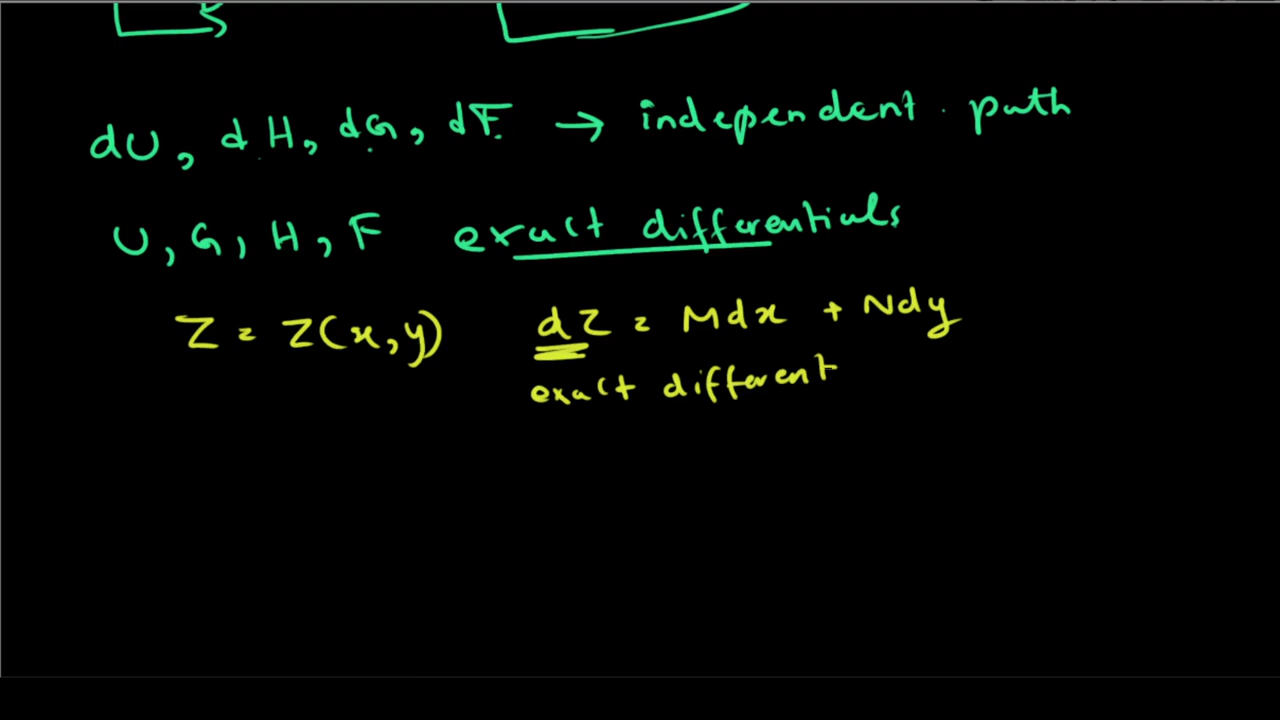 dU, dH, dG, dF → independent path
U, G, H, F exact differentials
Z = Z(x,y) dZ = Mdx + Ndy
exact different